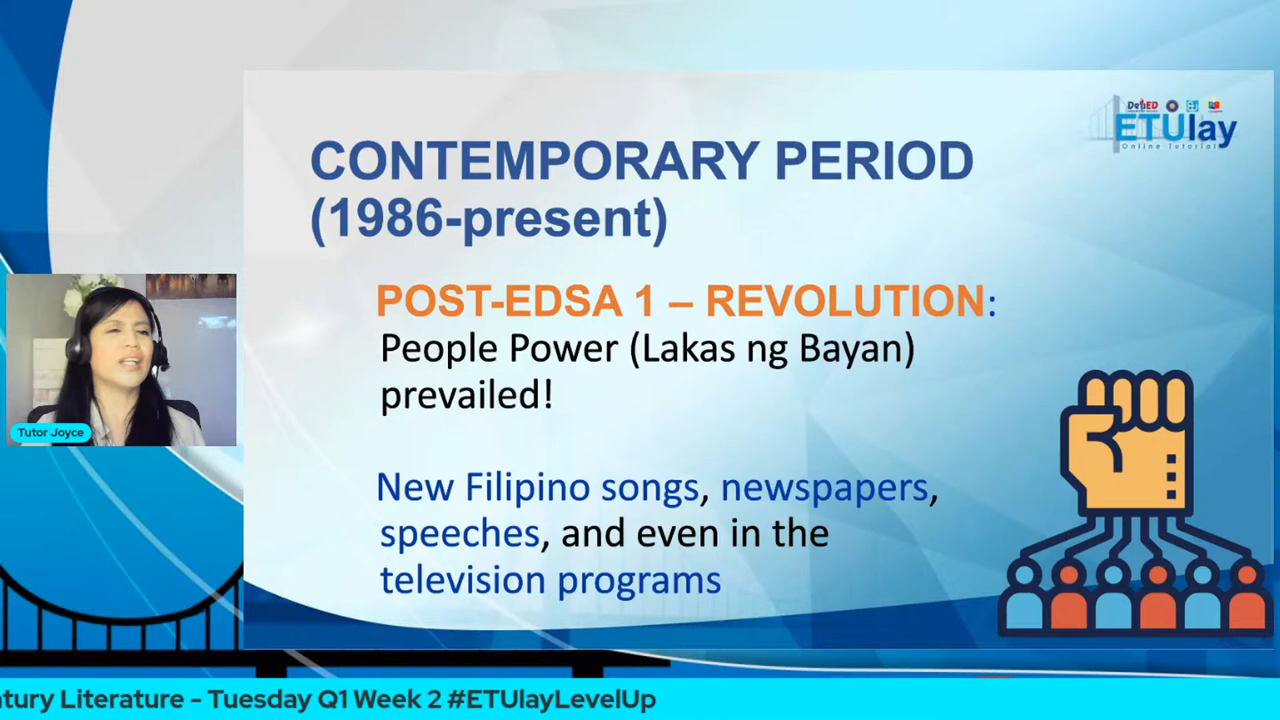 DepED
ETUlay
Online Tutorial
CONTEMPORARY PERIOD
(1986-present)
POST-EDSA 1 – REVOLUTION:
People Power (Lakas ng Bayan)
prevailed!
New Filipino songs, newspapers,
speeches, and even in the
television programs
Tutor Joyce
ntury Literature - Tuesday Q1 Week 2 #ETUlayLevelUp